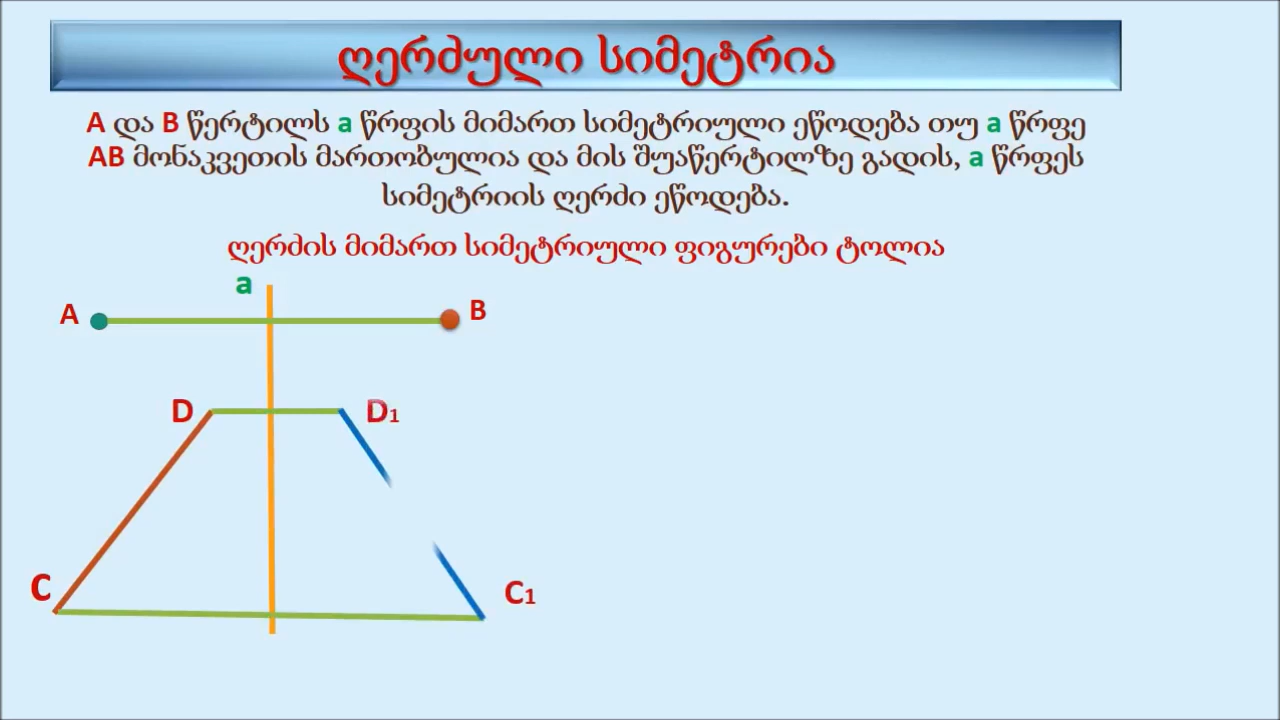 ღერძული სიმეტრია
A და B წერტილს a წრფის მიმართ სიმეტრიული ეწოდება თუ a წრფე
AB მონაკვეთის მართობულია და მის შუაწერტილზე გადის, a წრფეს
სიმეტრიის ღერძი ეწოდება.
ღერძის მიმართ სიმეტრიული ფიგურები ტოლია
a
A
B
D
D1
C
C1